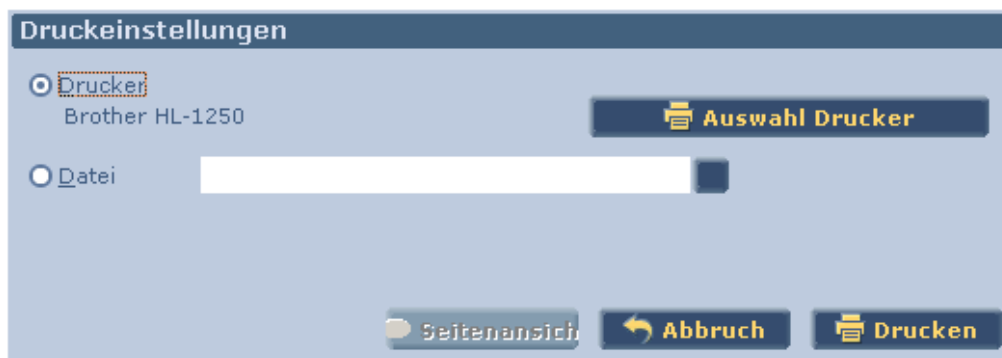 Druckeinstellungen
Drucker
Brother HL-1250
Auswahl Drucker
Datei
Seitenansich
Abbruch
Drucken